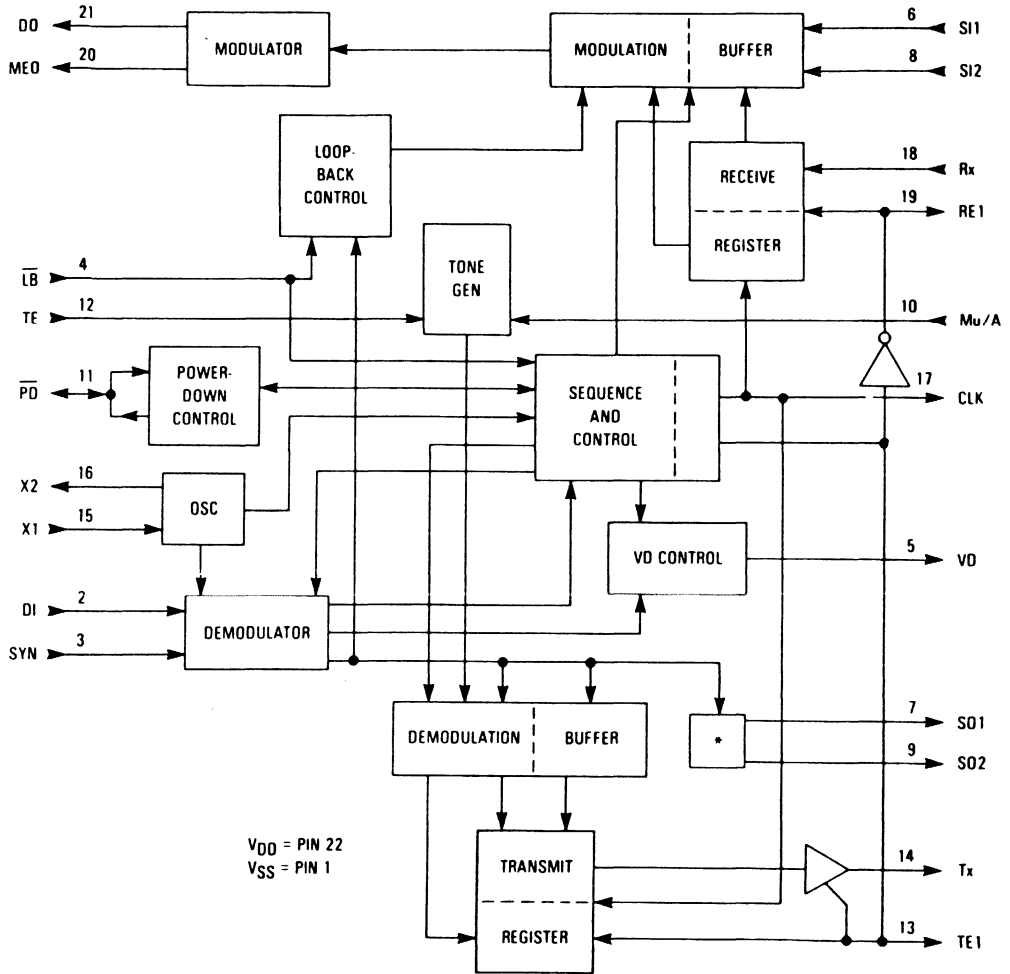 DO 21
MEO 20
MODULATOR
MODULATION BUFFER
6 SI1
8 SI2
LOOP-
BACK
CONTROL
RECEIVE
REGISTER
18 Rx
19 RE1
LB 4
TE 12
TONE
GEN
10 Mu/A
PD 11
POWER-
DOWN
CONTROL
SEQUENCE
AND
CONTROL
17
CLK
X2 16
X1 15
OSC
VD CONTROL
5 VD
DI 2
SYN 3
DEMODULATOR
DEMODULATION BUFFER
*
7 SO1
9 SO2
VDD = PIN 22
VSS = PIN 1
TRANSMIT
REGISTER
14 Tx
13 TE1